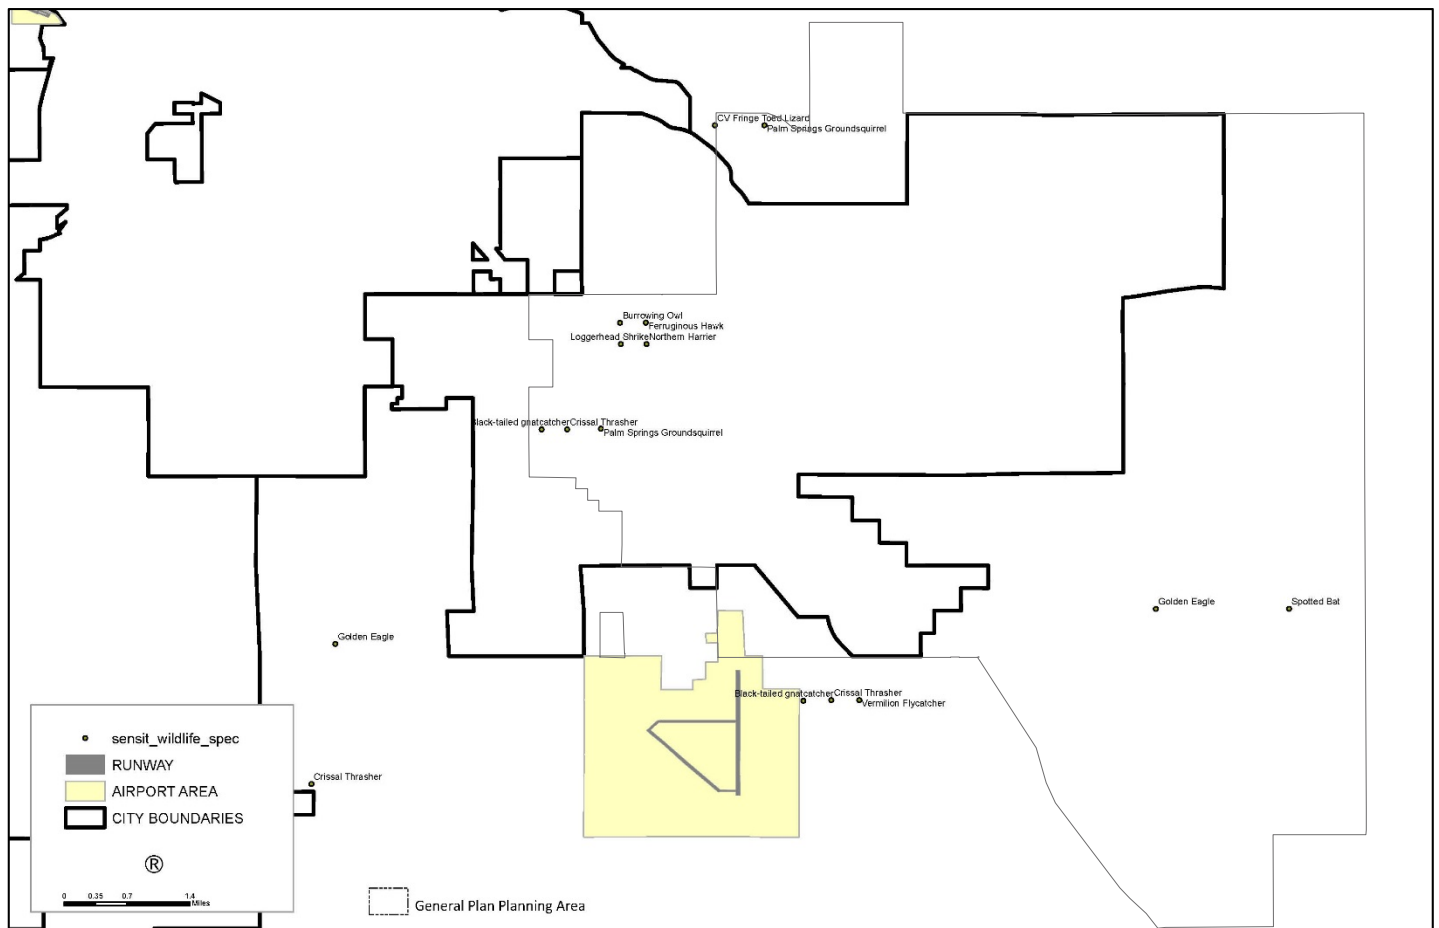 CV Fringe Toed Lizard
Palm Springs Groundsquirrel
Burrowing Owl
Ferruginous Hawk
Loggerhead Shrike
Northern Harrier
Black-tailed gnatcatcher
Crissal Thrasher
Palm Springs Groundsquirrel
Golden Eagle
Spotted Bat
Golden Eagle
Black-tailed gnatcatcher
Crissal Thrasher
Vermilion Flycatcher
Crissal Thrasher
sensit_wildlife_spec
RUNWAY
AIRPORT AREA
CITY BOUNDARIES
®
0 0.35 0.7 1.4
Miles
General Plan Planning Area